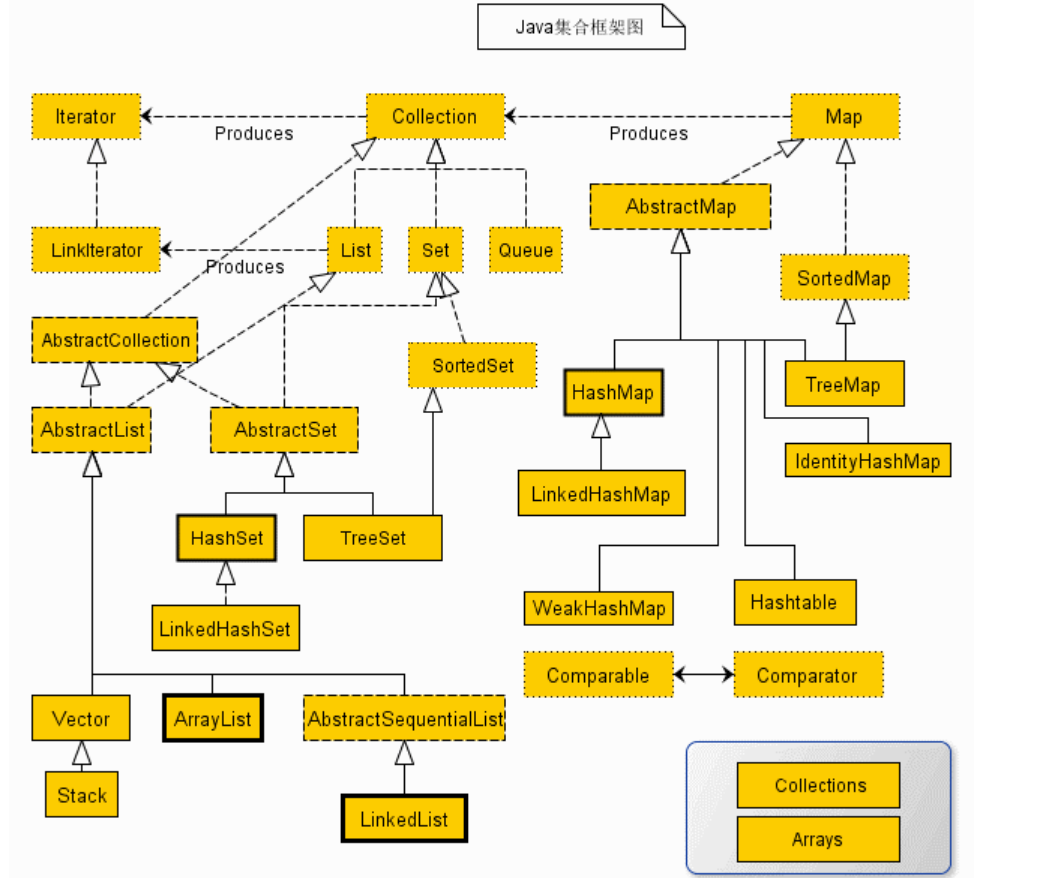 Java集合框架图
Iterator
Collection
Map
Produces
Produces
AbstractMap
LinkIterator
List
Set
Queue
Produces
SortedMap
AbstractCollection
SortedSet
HashMap
TreeMap
AbstractList
AbstractSet
IdentityHashMap
LinkedHashMap
HashSet
TreeSet
WeakHashMap
Hashtable
LinkedHashSet
Comparable
Comparator
Vector
ArrayList
AbstractSequentialList
Stack
LinkedList
Collections
Arrays